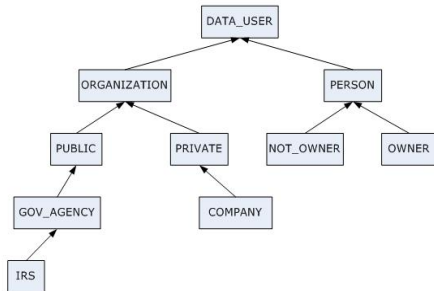 DATA_USER
ORGANIZATION
PERSON
PUBLIC
PRIVATE
NOT_OWNER
OWNER
GOV_AGENCY
COMPANY
IRS